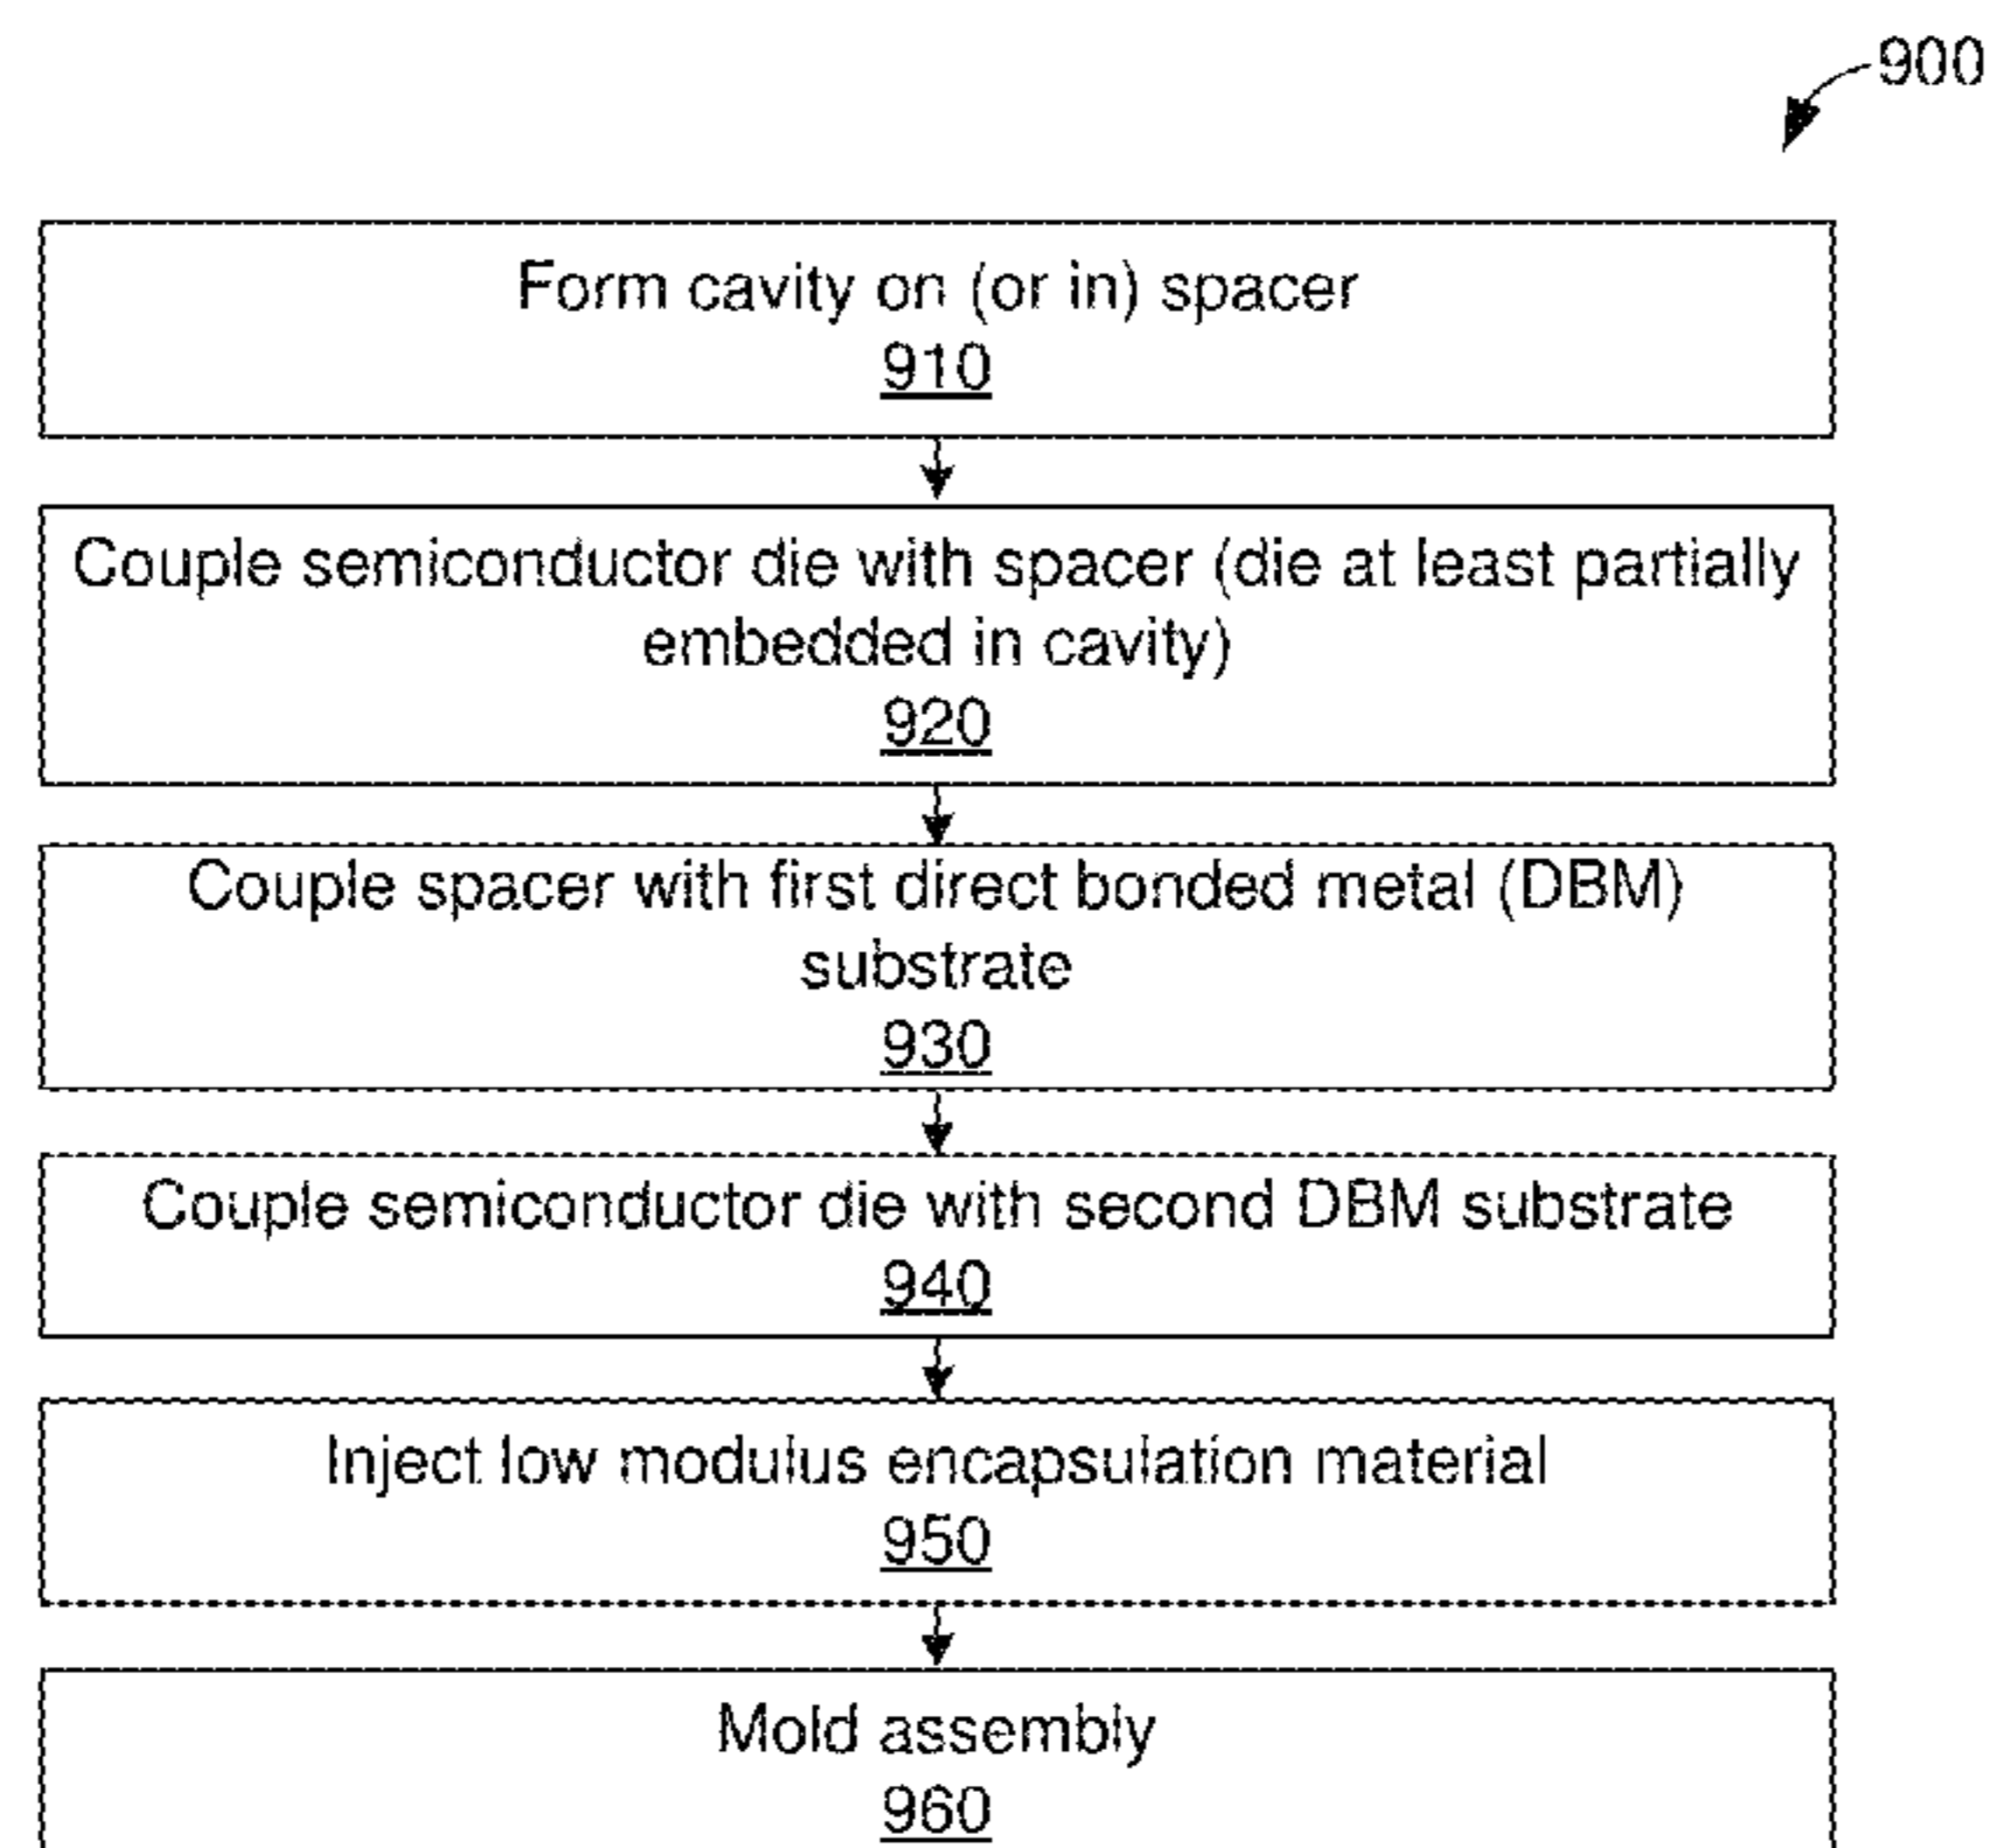 900
Form cavity on (or in) spacer
910
Couple semiconductor die with spacer (die at least partially
embedded in cavity)
920
Couple spacer with first direct bonded metal (DBM)
substrate
930
Couple semiconductor die with second DBM substrate
940
Inject low modulus encapsulation material
950
Mold assembly
960